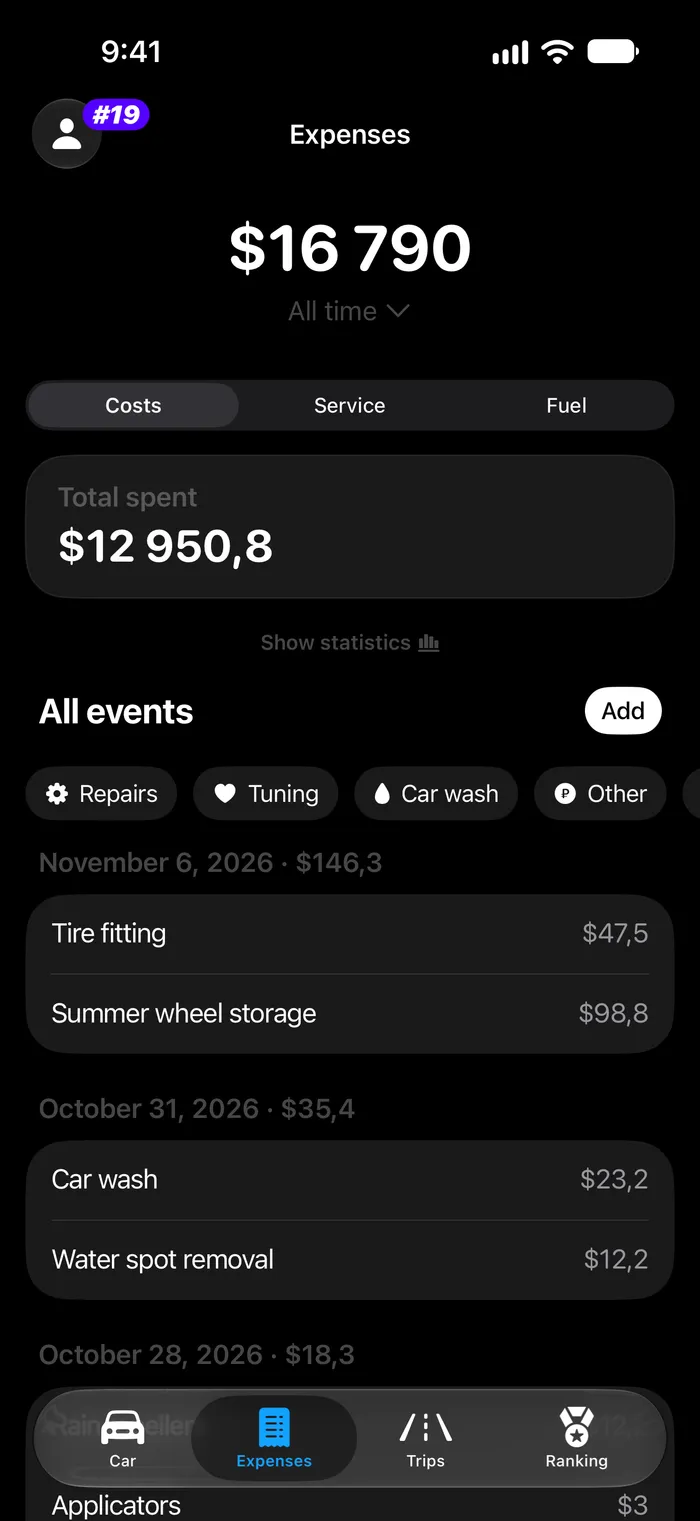 9:41
#19
Expenses
$16 790
All time
Costs Service Fuel
Total spent
$12 950,8
Show statistics
All events
Add
Repairs Tuning Car wash Other
November 6, 2026 · $146,3
Tire fitting $47,5
Summer wheel storage $98,8
October 31, 2026 · $35,4
Car wash $23,2
Water spot removal $12,2
October 28, 2026 · $18,3
Car Expenses Trips Ranking
Applicators $3